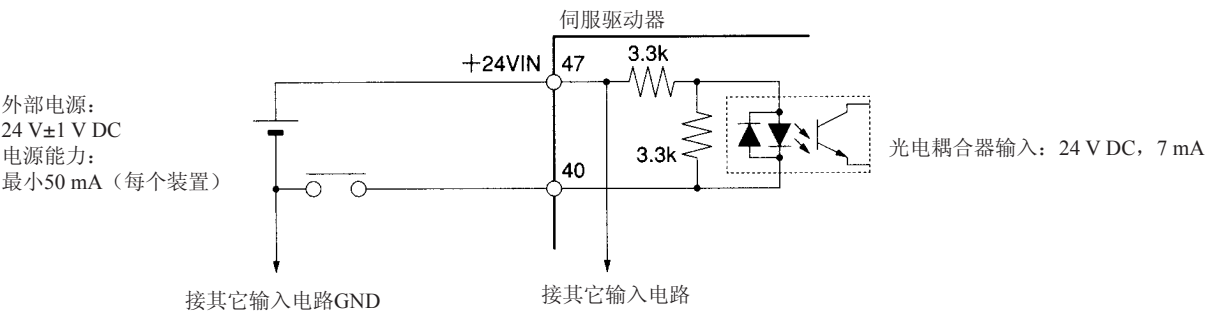 伺服驱动器
+24VIN
47
3.3k
外部电源：
24 V±1 V DC
电源能力：
最小50 mA（每个装置）
3.3k
光电耦合器输入：24 V DC，7 mA
40
接其它输入电路GND
接其它输入电路